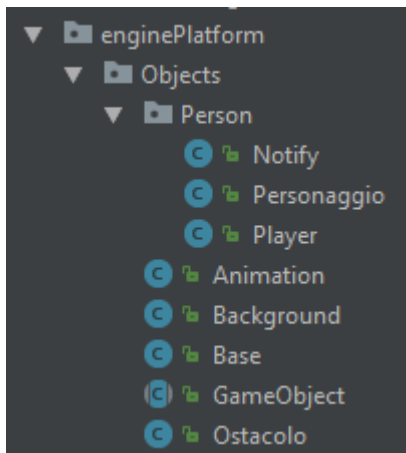 enginePlatform
Objects
Person
C Notify
C Personaggio
C Player
C Animation
C Background
C Base
C GameObject
C Ostacolo